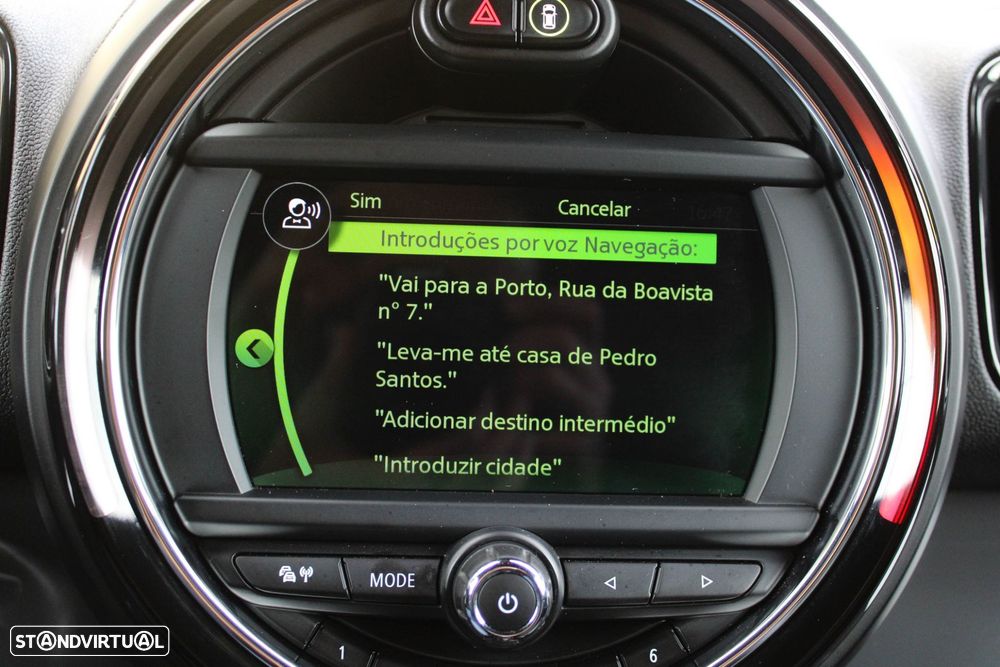 Sim Cancelar
Introduções por voz Navegação:
"Vai para a Porto, Rua da Boavista
n° 7."
"Leva-me até casa de Pedro
Santos."
"Adicionar destino intermédio"
"Introduzir cidade"
MODE
1 6
STANDVIRTUAL